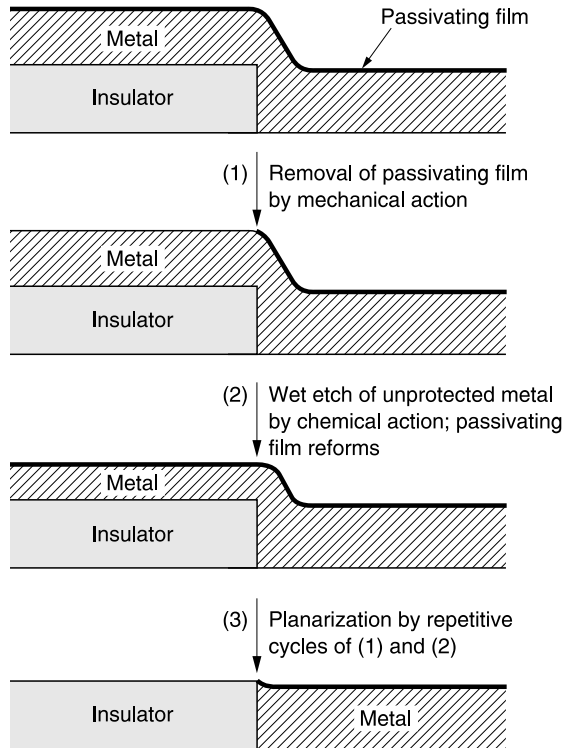 Passivating film
Metal
Insulator
(1) Removal of passivating film
by mechanical action
Metal
Insulator
(2) Wet etch of unprotected metal
by chemical action; passivating
film reforms
Metal
Insulator
(3) Planarization by repetitive
cycles of (1) and (2)
Insulator
Metal